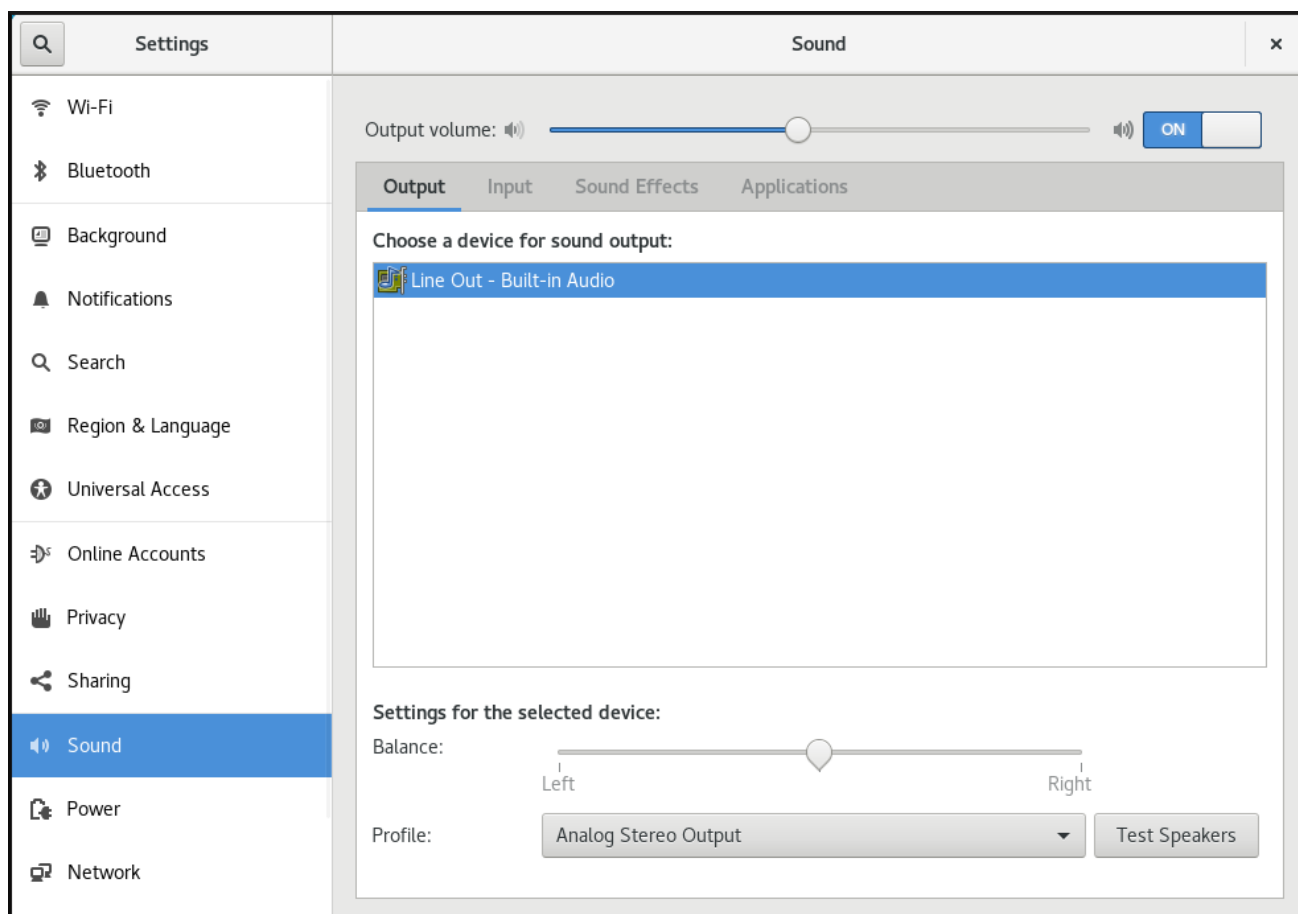 Settings
Sound
Wi-Fi
Bluetooth
Background
Notifications
Search
Region & Language
Universal Access
Online Accounts
Privacy
Sharing
Sound
Power
Network
Output volume:
ON
Output Input Sound Effects Applications
Choose a device for sound output:
Line Out - Built-in Audio
Settings for the selected device:
Balance:
Left Right
Profile: Analog Stereo Output Test Speakers